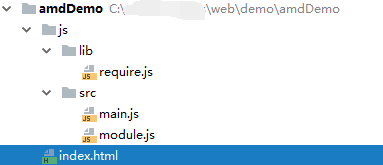 amdDemo C:\ \web\demo\amdDemo
js
lib
require.js
src
main.js
module.js
index.html